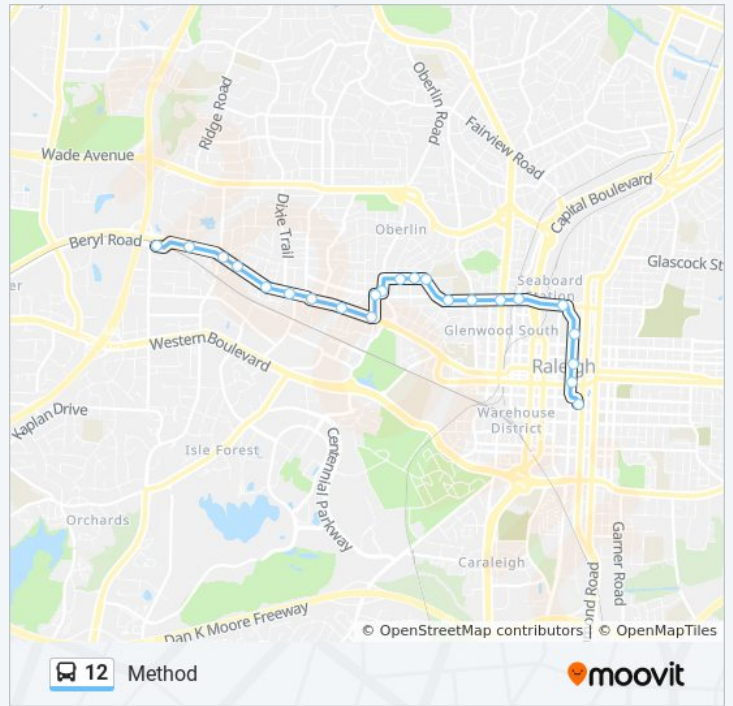 Oberlin Road
Ridge Road
Fairview Road
Wade Avenue
Capital Boulevard
Dixie Trail
Oberlin
Beryl Road
Glascock St
Seaboard
Station
Glenwood South
Western Boulevard
Raleigh
Kaplan Drive
Warehouse
District
Isle Forest
Centennial Parkway
Orchards
Garner Road
Caraleigh
Dan K Moore Freeway
© OpenStreetMap contributors | © OpenMapTiles
12 Method
moovit